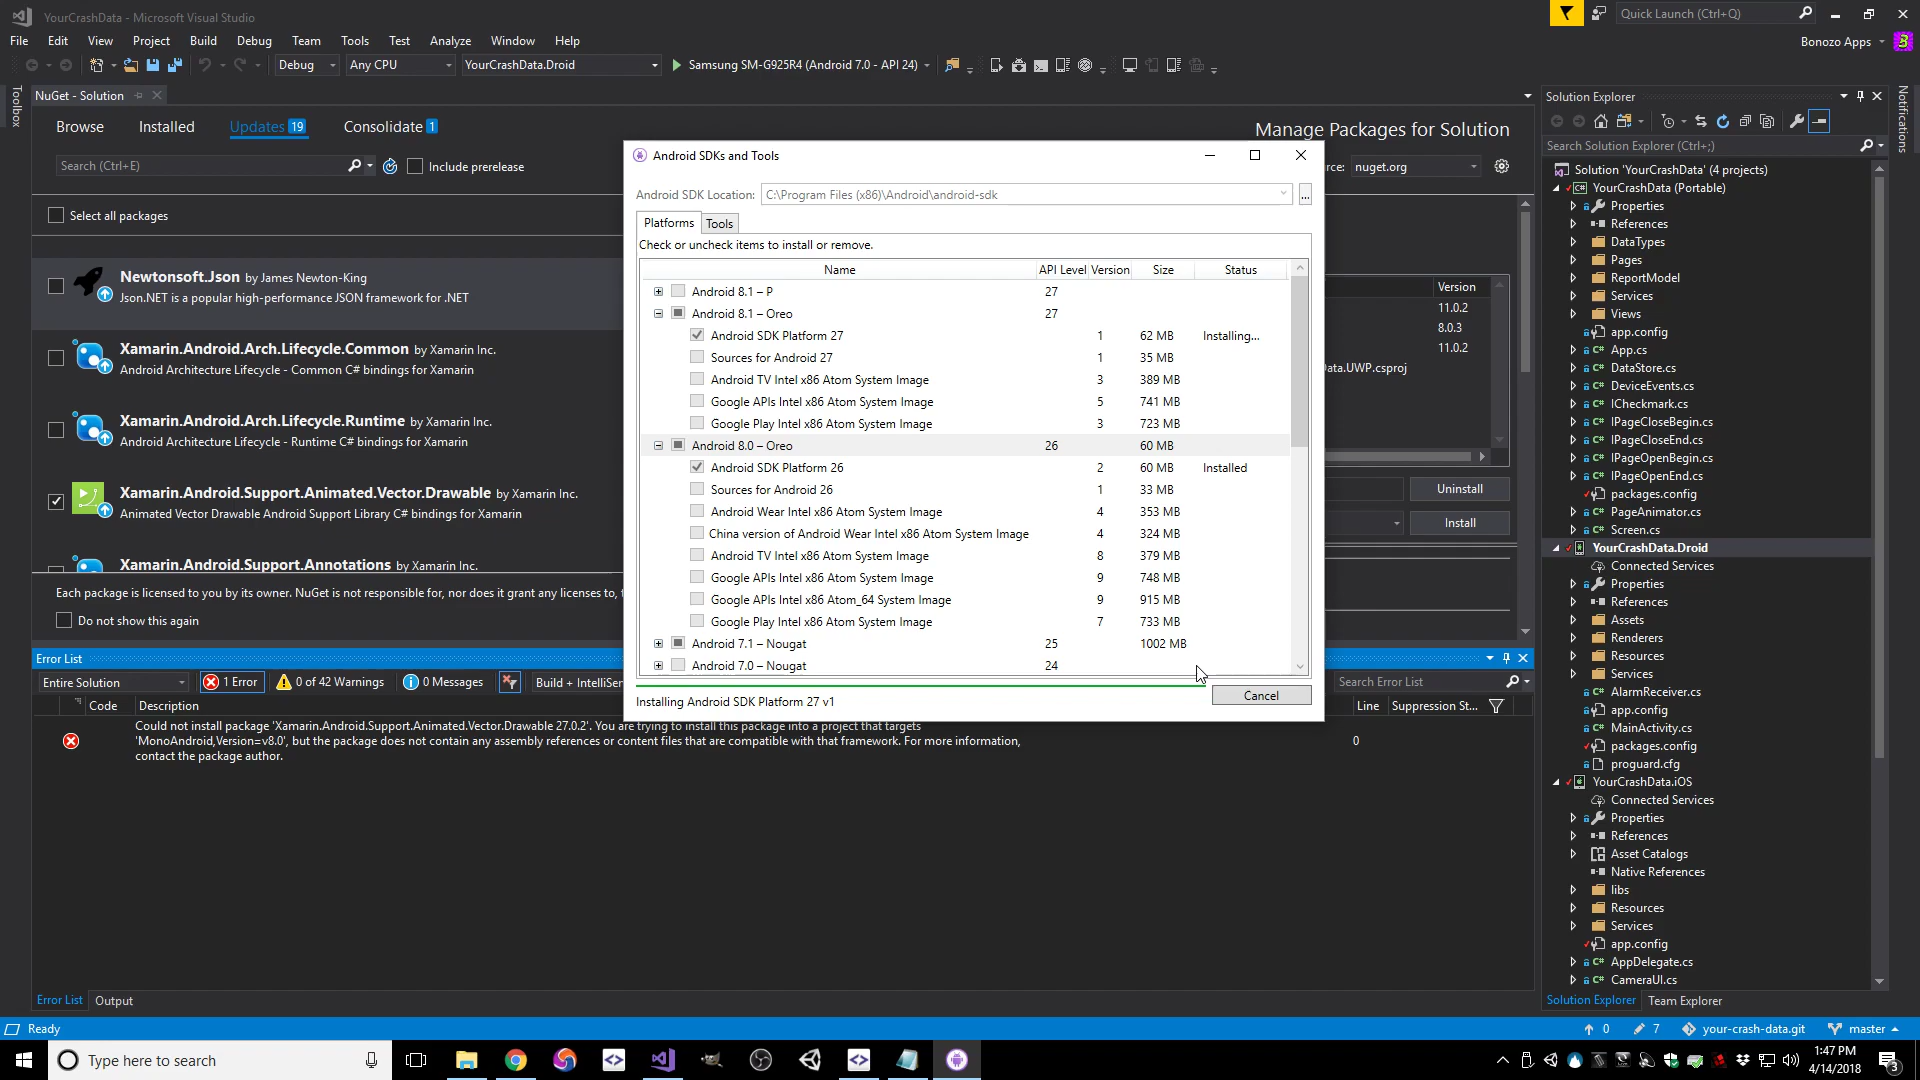 YourCrashData - Microsoft Visual Studio
Quick Launch (Ctrl+Q)
File Edit View Project Build Debug Team Tools Test Analyze Window Help
Bonozo Apps
Debug Any CPU YourCrashData.Droid Samsung SM-G925R4 (Android 7.0 - API 24)
Toolbox
NuGet - Solution
Browse Installed Updates 19 Consolidate 1
Manage Packages for Solution
Search (Ctrl+E) Include prerelease
rce: nuget.org
Select all packages
Newtonsoft.Json by James Newton-King
Json.NET is a popular high-performance JSON framework for .NET
Xamarin.Android.Arch.Lifecycle.Common by Xamarin Inc.
Android Architecture Lifecycle - Common C# bindings for Xamarin
Xamarin.Android.Arch.Lifecycle.Runtime by Xamarin Inc.
Android Architecture Lifecycle - Runtime C# bindings for Xamarin
Xamarin.Android.Support.Animated.Vector.Drawable by Xamarin Inc.
Animated Vector Drawable Android Support Library C# bindings for Xamarin
Xamarin.Android.Support.Annotations by Xamarin Inc.
Each package is licensed to you by its owner. NuGet is not responsible for, nor does it grant any licenses to, t
Do not show this again
Version
11.0.2
8.0.3
11.0.2
ata.UWP.csproj
Uninstall
Install
Android SDKs and Tools
Android SDK Location: C:\Program Files (x86)\Android\android-sdk ...
Platforms Tools
Check or uncheck items to install or remove.
Name API Level Version Size Status
Android 8.1 – P 27
Android 8.1 – Oreo 27
Android SDK Platform 27 1 62 MB Installing...
Sources for Android 27 1 35 MB
Android TV Intel x86 Atom System Image 3 389 MB
Google APIs Intel x86 Atom System Image 5 741 MB
Google Play Intel x86 Atom System Image 3 723 MB
Android 8.0 – Oreo 26 60 MB
Android SDK Platform 26 2 60 MB Installed
Sources for Android 26 1 33 MB
Android Wear Intel x86 Atom System Image 4 353 MB
China version of Android Wear Intel x86 Atom System Image 4 324 MB
Android TV Intel x86 Atom System Image 8 379 MB
Google APIs Intel x86 Atom System Image 9 748 MB
Google APIs Intel x86 Atom_64 System Image 9 915 MB
Google Play Intel x86 Atom System Image 7 733 MB
Android 7.1 – Nougat 25 1002 MB
Android 7.0 – Nougat 24
Installing Android SDK Platform 27 v1
Cancel
Error List
Entire Solution 1 Error 0 of 42 Warnings 0 Messages Build + IntelliSen
Search Error List
Code Description Line Suppression St...
Could not install package 'Xamarin.Android.Support.Animated.Vector.Drawable 27.0.2'. You are trying to install this package into a project that targets
'MonoAndroid,Version=v8.0', but the package does not contain any assembly references or content files that are compatible with that framework. For more information,
contact the package author.
0
Error List Output
Solution Explorer
Notifications
Search Solution Explorer (Ctrl+;)
Solution 'YourCrashData' (4 projects)
YourCrashData (Portable)
Properties
References
DataTypes
Pages
ReportModel
Services
Views
app.config
App.cs
DataStore.cs
DeviceEvents.cs
ICheckmark.cs
IPageCloseBegin.cs
IPageCloseEnd.cs
IPageOpenBegin.cs
IPageOpenEnd.cs
packages.config
PageAnimator.cs
Screen.cs
YourCrashData.Droid
Connected Services
Properties
References
Assets
Renderers
Resources
Services
AlarmReceiver.cs
app.config
MainActivity.cs
packages.config
proguard.cfg
YourCrashData.iOS
Connected Services
Properties
References
Asset Catalogs
Native References
libs
Resources
Services
app.config
AppDelegate.cs
CameraUI.cs
Solution Explorer Team Explorer
Ready
0 7 your-crash-data.git master
Type here to search
1:47 PM
4/14/2018
3